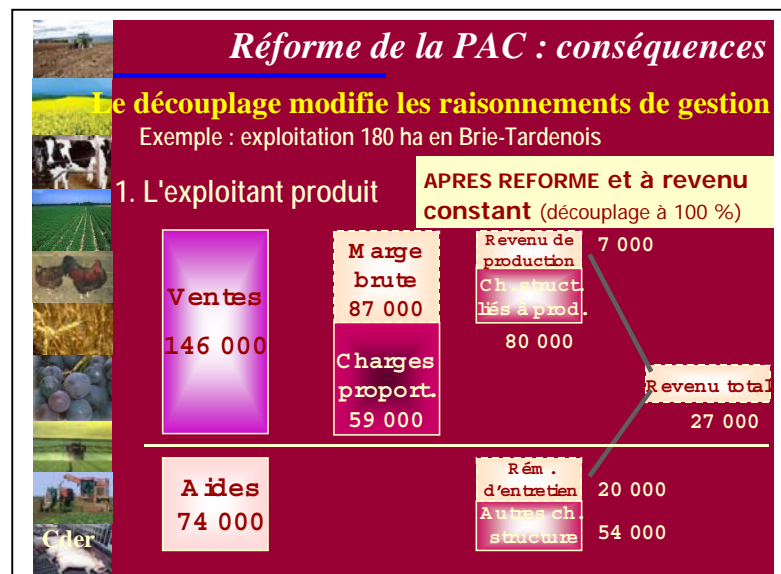 Réforme de la PAC : conséquences
Le découplage modifie les raisonnements de gestion
Exemple : exploitation 180 ha en Brie-Tardenois
1. L'exploitant produit
APRES REFORME et à revenu
constant (découplage à 100 %)
Ventes
146 000
Marge
brute
87 000
Charges
proport.
59 000
Revenu de
production
7 000
Ch. struct.
liés à prod.
80 000
Revenu total
27 000
Aides
74 000
Rém.
d'entretien
20 000
Autres ch.
structure
54 000
Cder